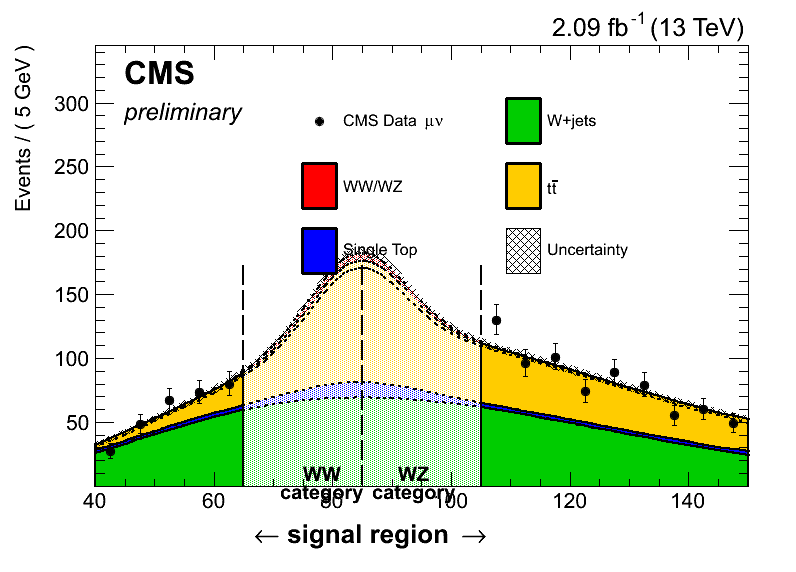 2.09 fb⁻¹ (13 TeV)
CMS
preliminary
Events / ( 5 GeV )
CMS Data μν
W+jets
WW/WZ
tt̄
Single Top
Uncertainty
300
250
200
150
100
50
WW category
WZ category
40 60 80 100 120 140
← signal region →